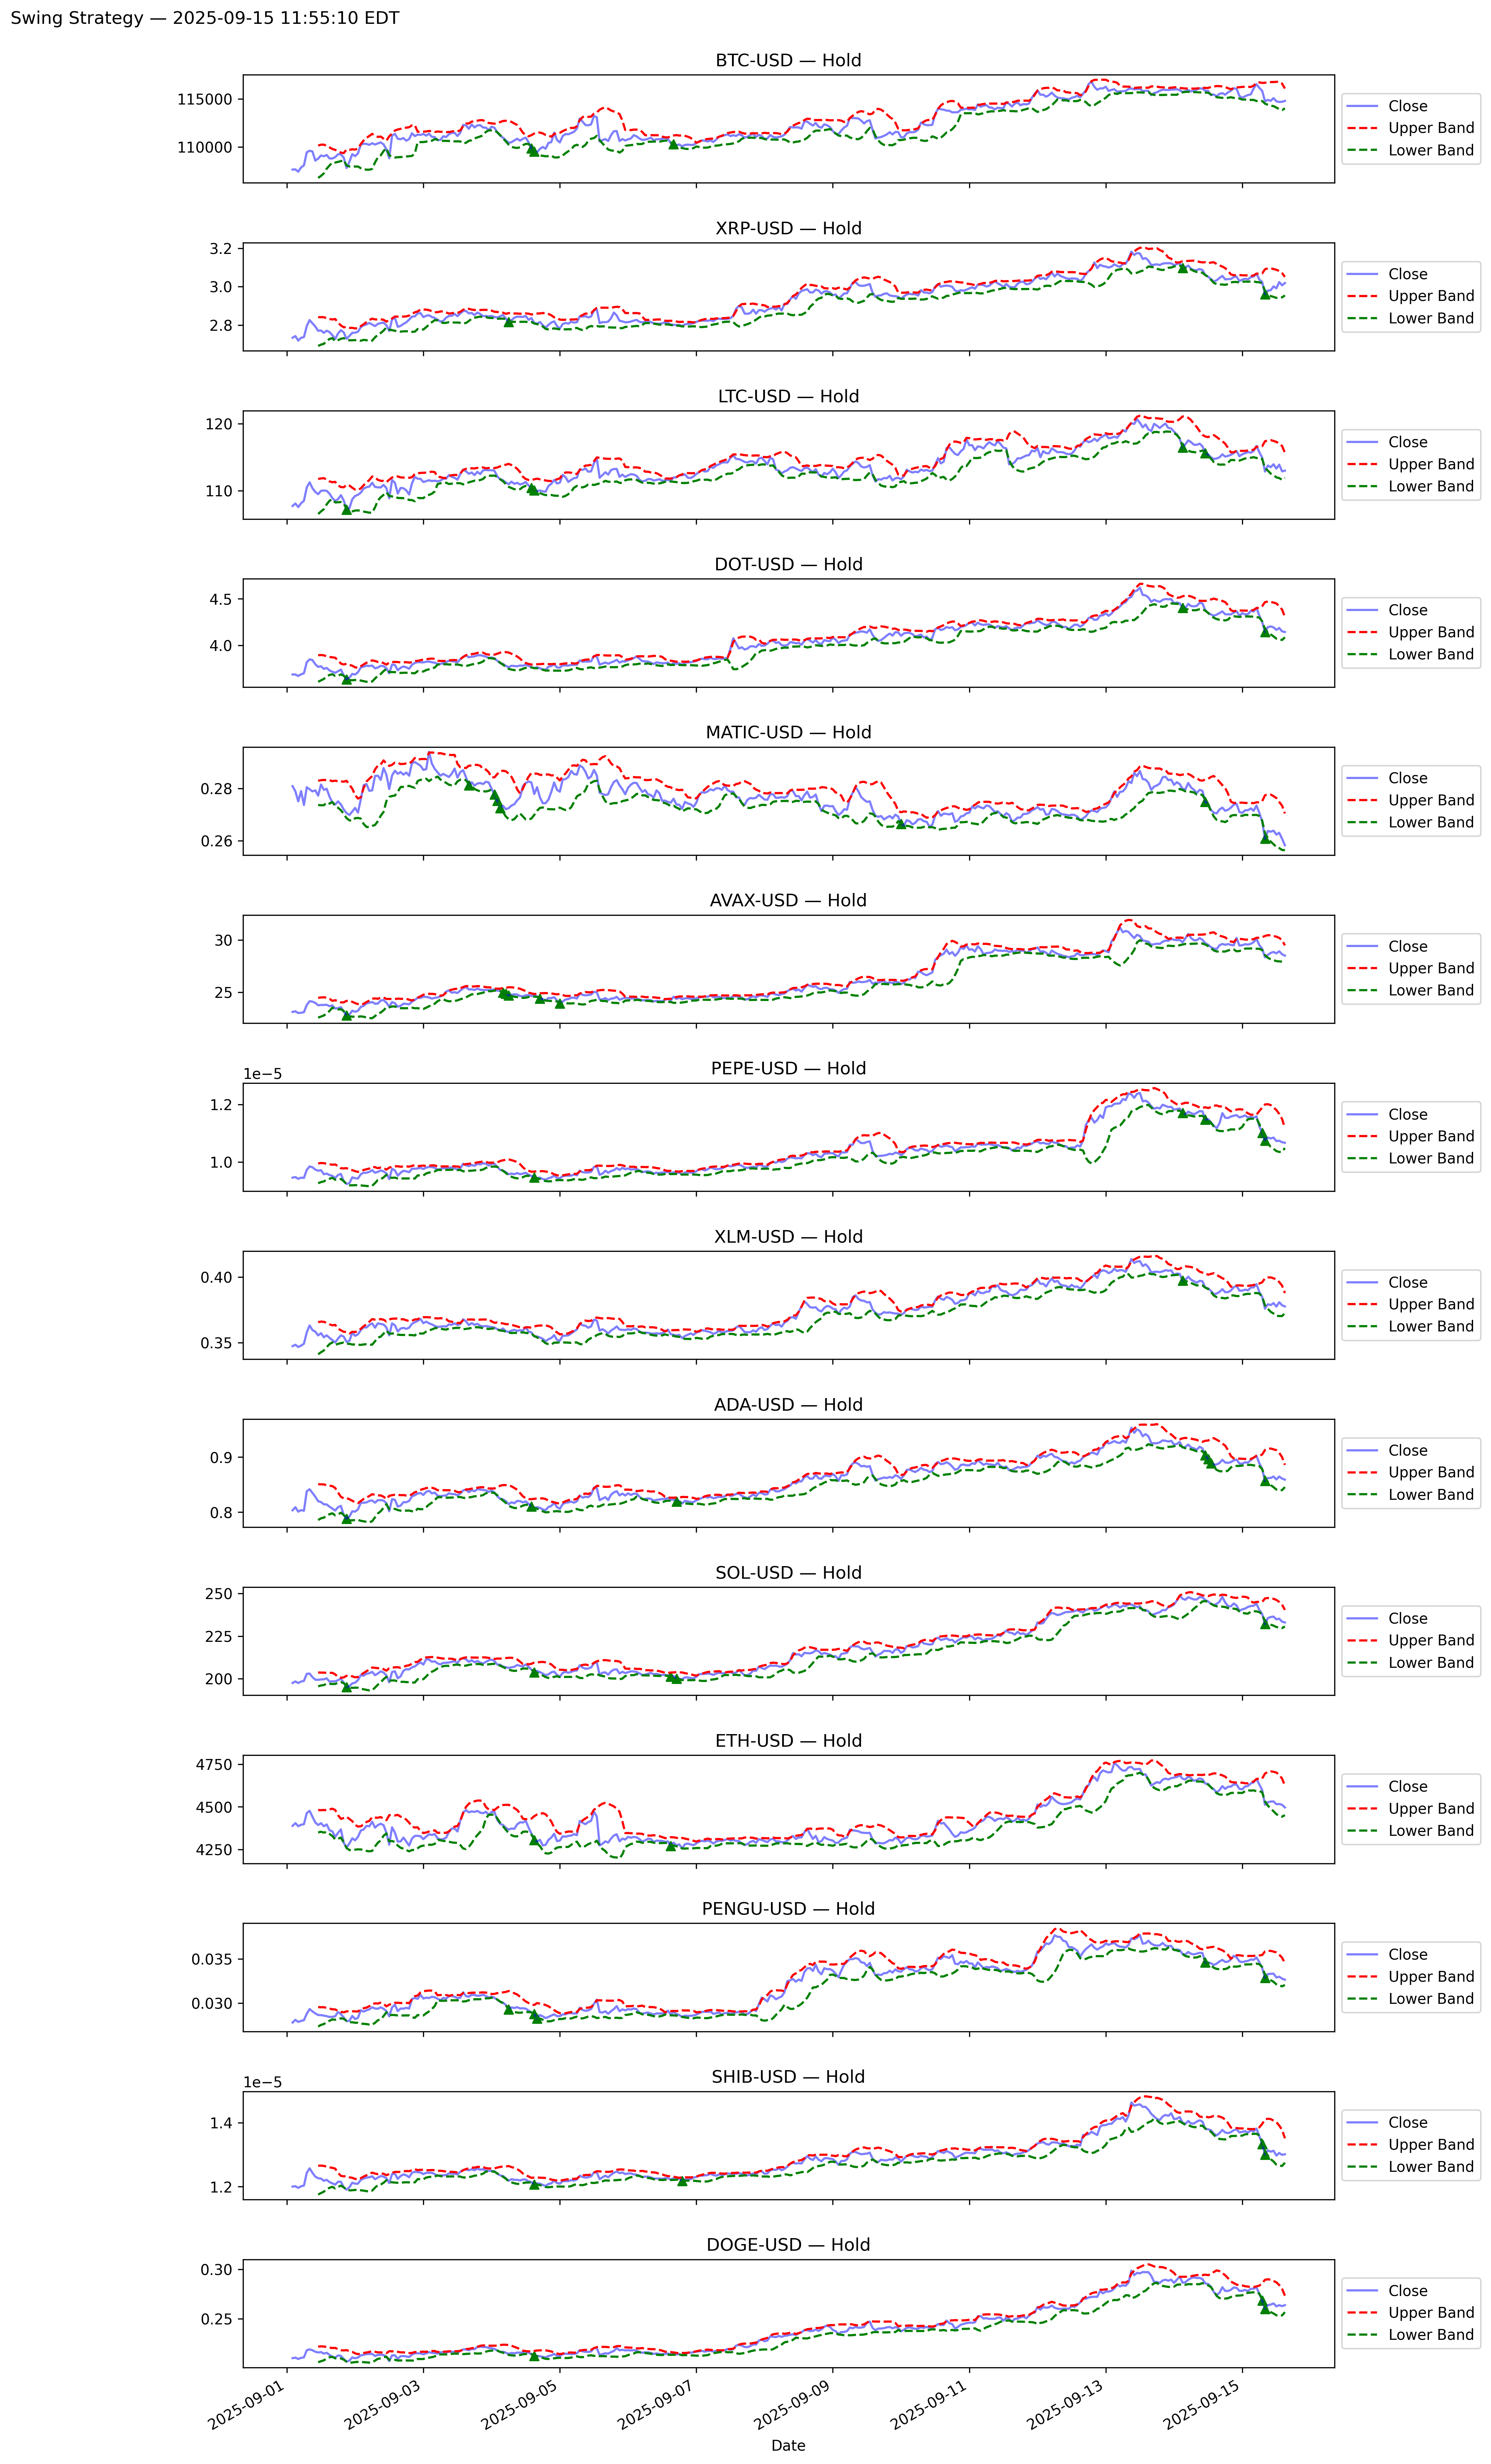 Swing Strategy — 2025-09-15 11:55:10 EDT
BTC-USD — Hold
115000
110000
Close
Upper Band
Lower Band
XRP-USD — Hold
3.2
3.0
2.8
Close
Upper Band
Lower Band
LTC-USD — Hold
120
110
Close
Upper Band
Lower Band
DOT-USD — Hold
4.5
4.0
Close
Upper Band
Lower Band
MATIC-USD — Hold
0.28
0.26
Close
Upper Band
Lower Band
AVAX-USD — Hold
30
25
Close
Upper Band
Lower Band
PEPE-USD — Hold
1e−5
1.2
1.0
Close
Upper Band
Lower Band
XLM-USD — Hold
0.40
0.35
Close
Upper Band
Lower Band
ADA-USD — Hold
0.9
0.8
Close
Upper Band
Lower Band
SOL-USD — Hold
250
225
200
Close
Upper Band
Lower Band
ETH-USD — Hold
4750
4500
4250
Close
Upper Band
Lower Band
PENGU-USD — Hold
0.035
0.030
Close
Upper Band
Lower Band
SHIB-USD — Hold
1e−5
1.4
1.2
Close
Upper Band
Lower Band
DOGE-USD — Hold
0.30
0.25
Close
Upper Band
Lower Band
2025-09-01
2025-09-03
2025-09-05
2025-09-07
2025-09-09
2025-09-11
2025-09-13
2025-09-15
Date